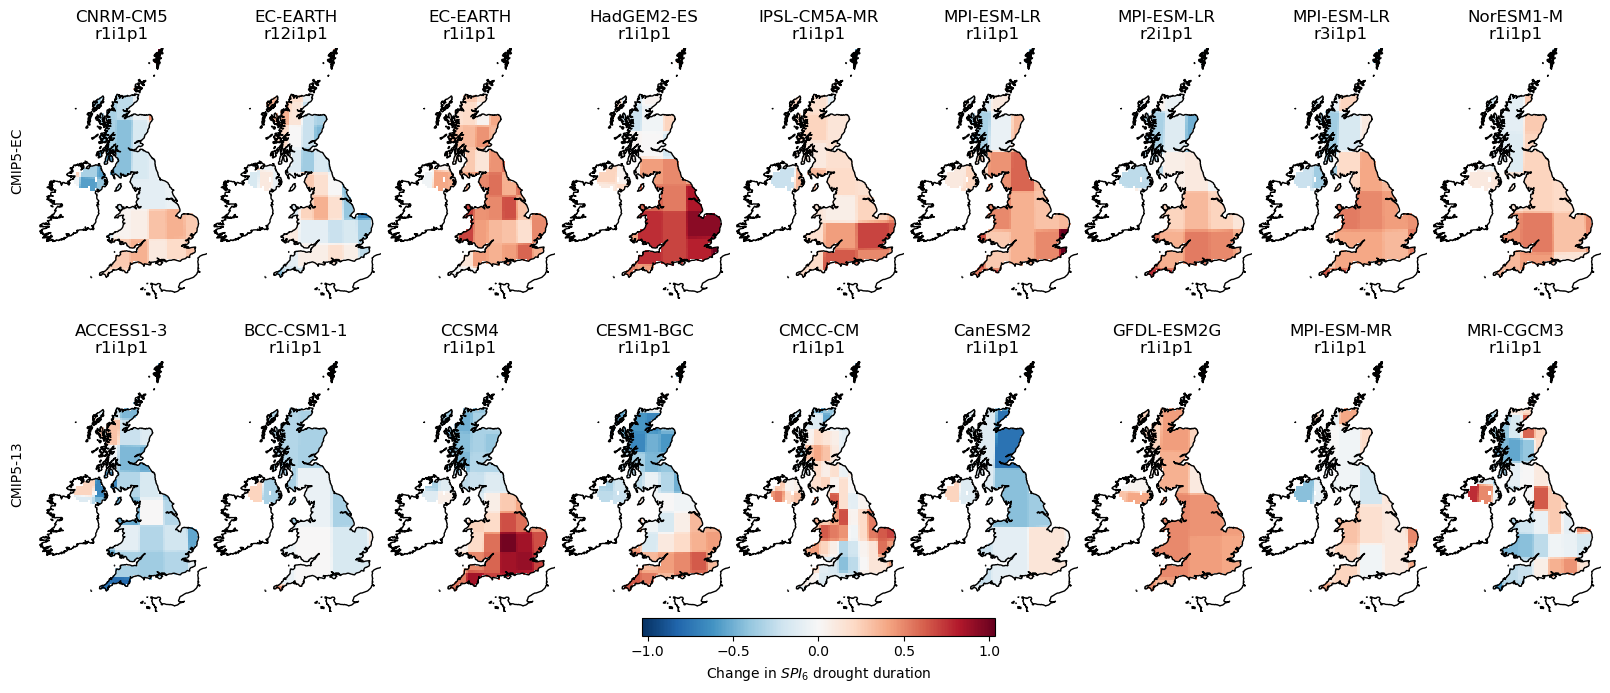 CNRM-CM5
r1i1p1
EC-EARTH
r12i1p1
EC-EARTH
r1i1p1
HadGEM2-ES
r1i1p1
IPSL-CM5A-MR
r1i1p1
MPI-ESM-LR
r1i1p1
MPI-ESM-LR
r2i1p1
MPI-ESM-LR
r3i1p1
NorESM1-M
r1i1p1
CMIP5-EC
ACCESS1-3
r1i1p1
BCC-CSM1-1
r1i1p1
CCSM4
r1i1p1
CESM1-BGC
r1i1p1
CMCC-CM
r1i1p1
CanESM2
r1i1p1
GFDL-ESM2G
r1i1p1
MPI-ESM-MR
r1i1p1
MRI-CGCM3
r1i1p1
CMIP5-13
−1.0 −0.5 0.0 0.5 1.0
Change in SPI₆ drought duration